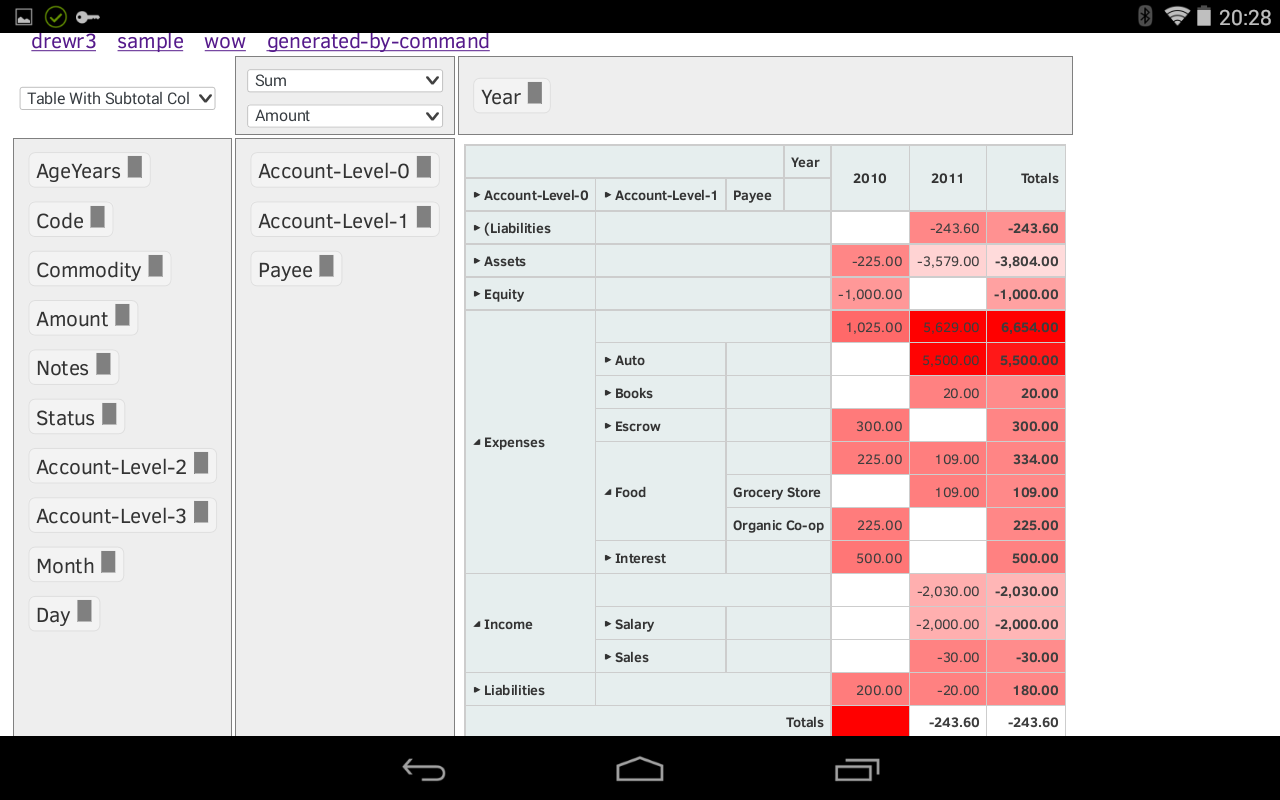 20:28
drewr3 sample wow generated-by-command
Table With Subtotal Col
Sum
Amount
Year
AgeYears
Code
Commodity
Amount
Notes
Status
Account-Level-2
Account-Level-3
Month
Day
Account-Level-0
Account-Level-1
Payee
Year 2010 2011 Totals
Account-Level-0 Account-Level-1 Payee
(Liabilities -243.60 -243.60
Assets -225.00 -3,579.00 -3,804.00
Equity -1,000.00 -1,000.00
Expenses 1,025.00 5,629.00 6,654.00
Auto 5,500.00 5,500.00
Books 20.00 20.00
Escrow 300.00 300.00
Food 225.00 109.00 334.00
Grocery Store 109.00 109.00
Organic Co-op 225.00 225.00
Interest 500.00 500.00
Income -2,030.00 -2,030.00
Salary -2,000.00 -2,000.00
Sales -30.00 -30.00
Liabilities 200.00 -20.00 180.00
Totals -243.60 -243.60